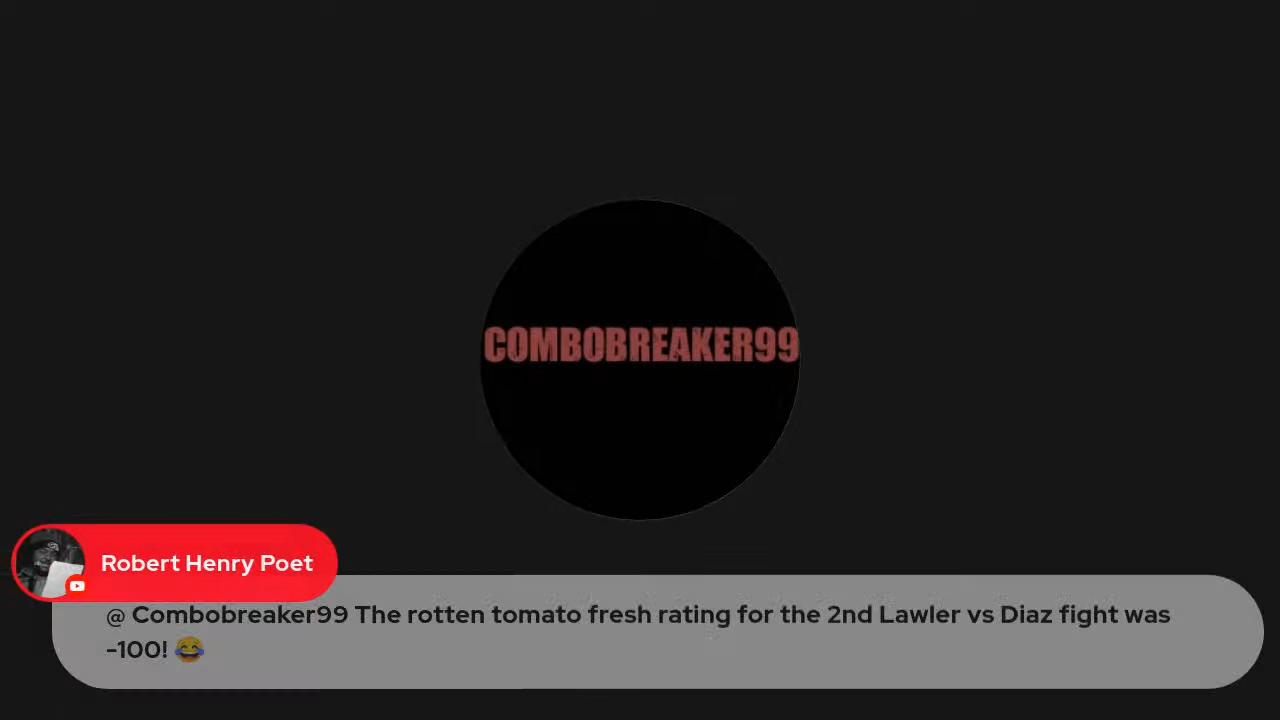 COMBOBREAKER99
Robert Henry Poet
@ Combobreaker99 The rotten tomato fresh rating for the 2nd Lawler vs Diaz fight was
-100! 😂